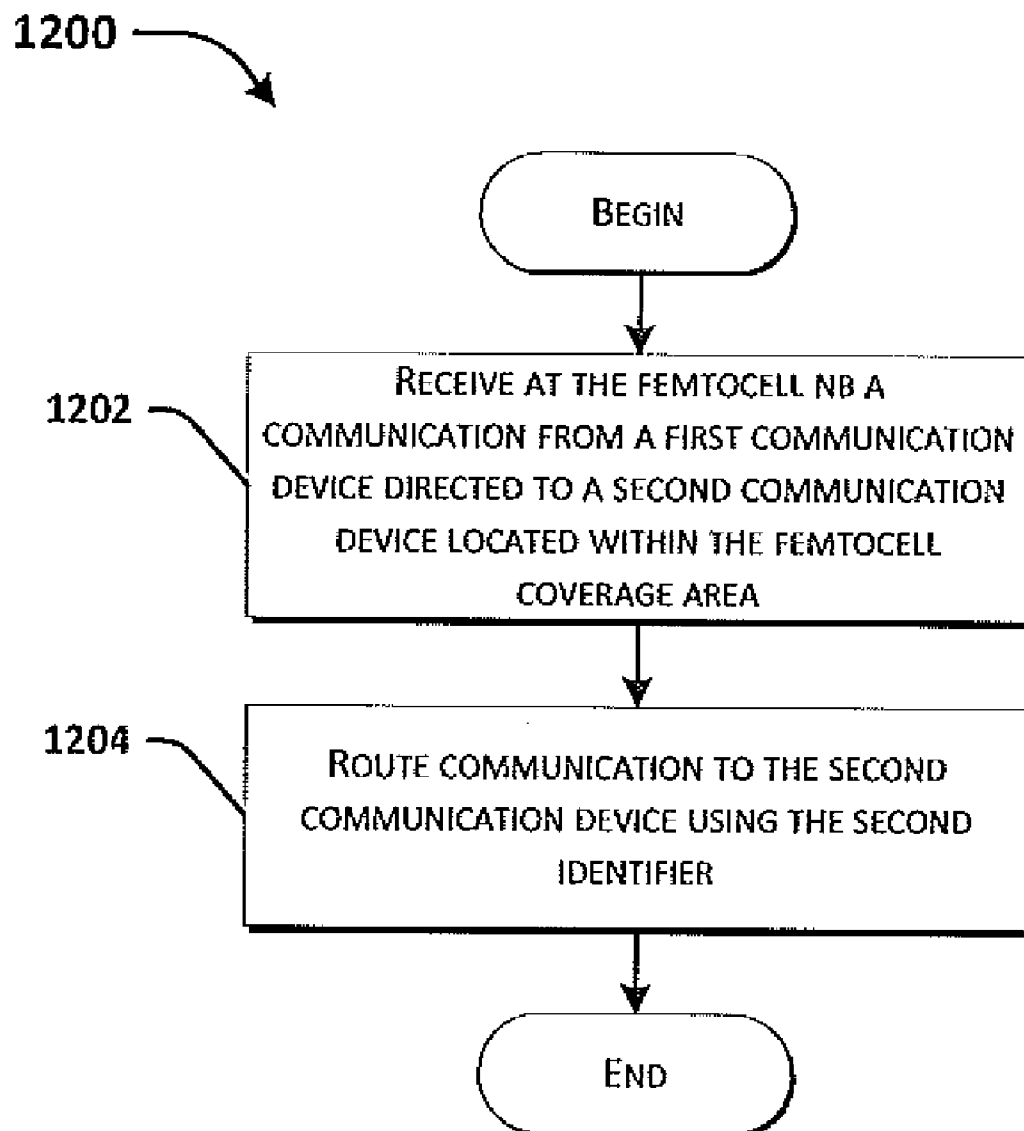 1200
BEGIN
1202
RECEIVE AT THE FEMTOCELL NB A
COMMUNICATION FROM A FIRST COMMUNICATION
DEVICE DIRECTED TO A SECOND COMMUNICATION
DEVICE LOCATED WITHIN THE FEMTOCELL
COVERAGE AREA
1204
ROUTE COMMUNICATION TO THE SECOND
COMMUNICATION DEVICE USING THE SECOND
IDENTIFIER
END